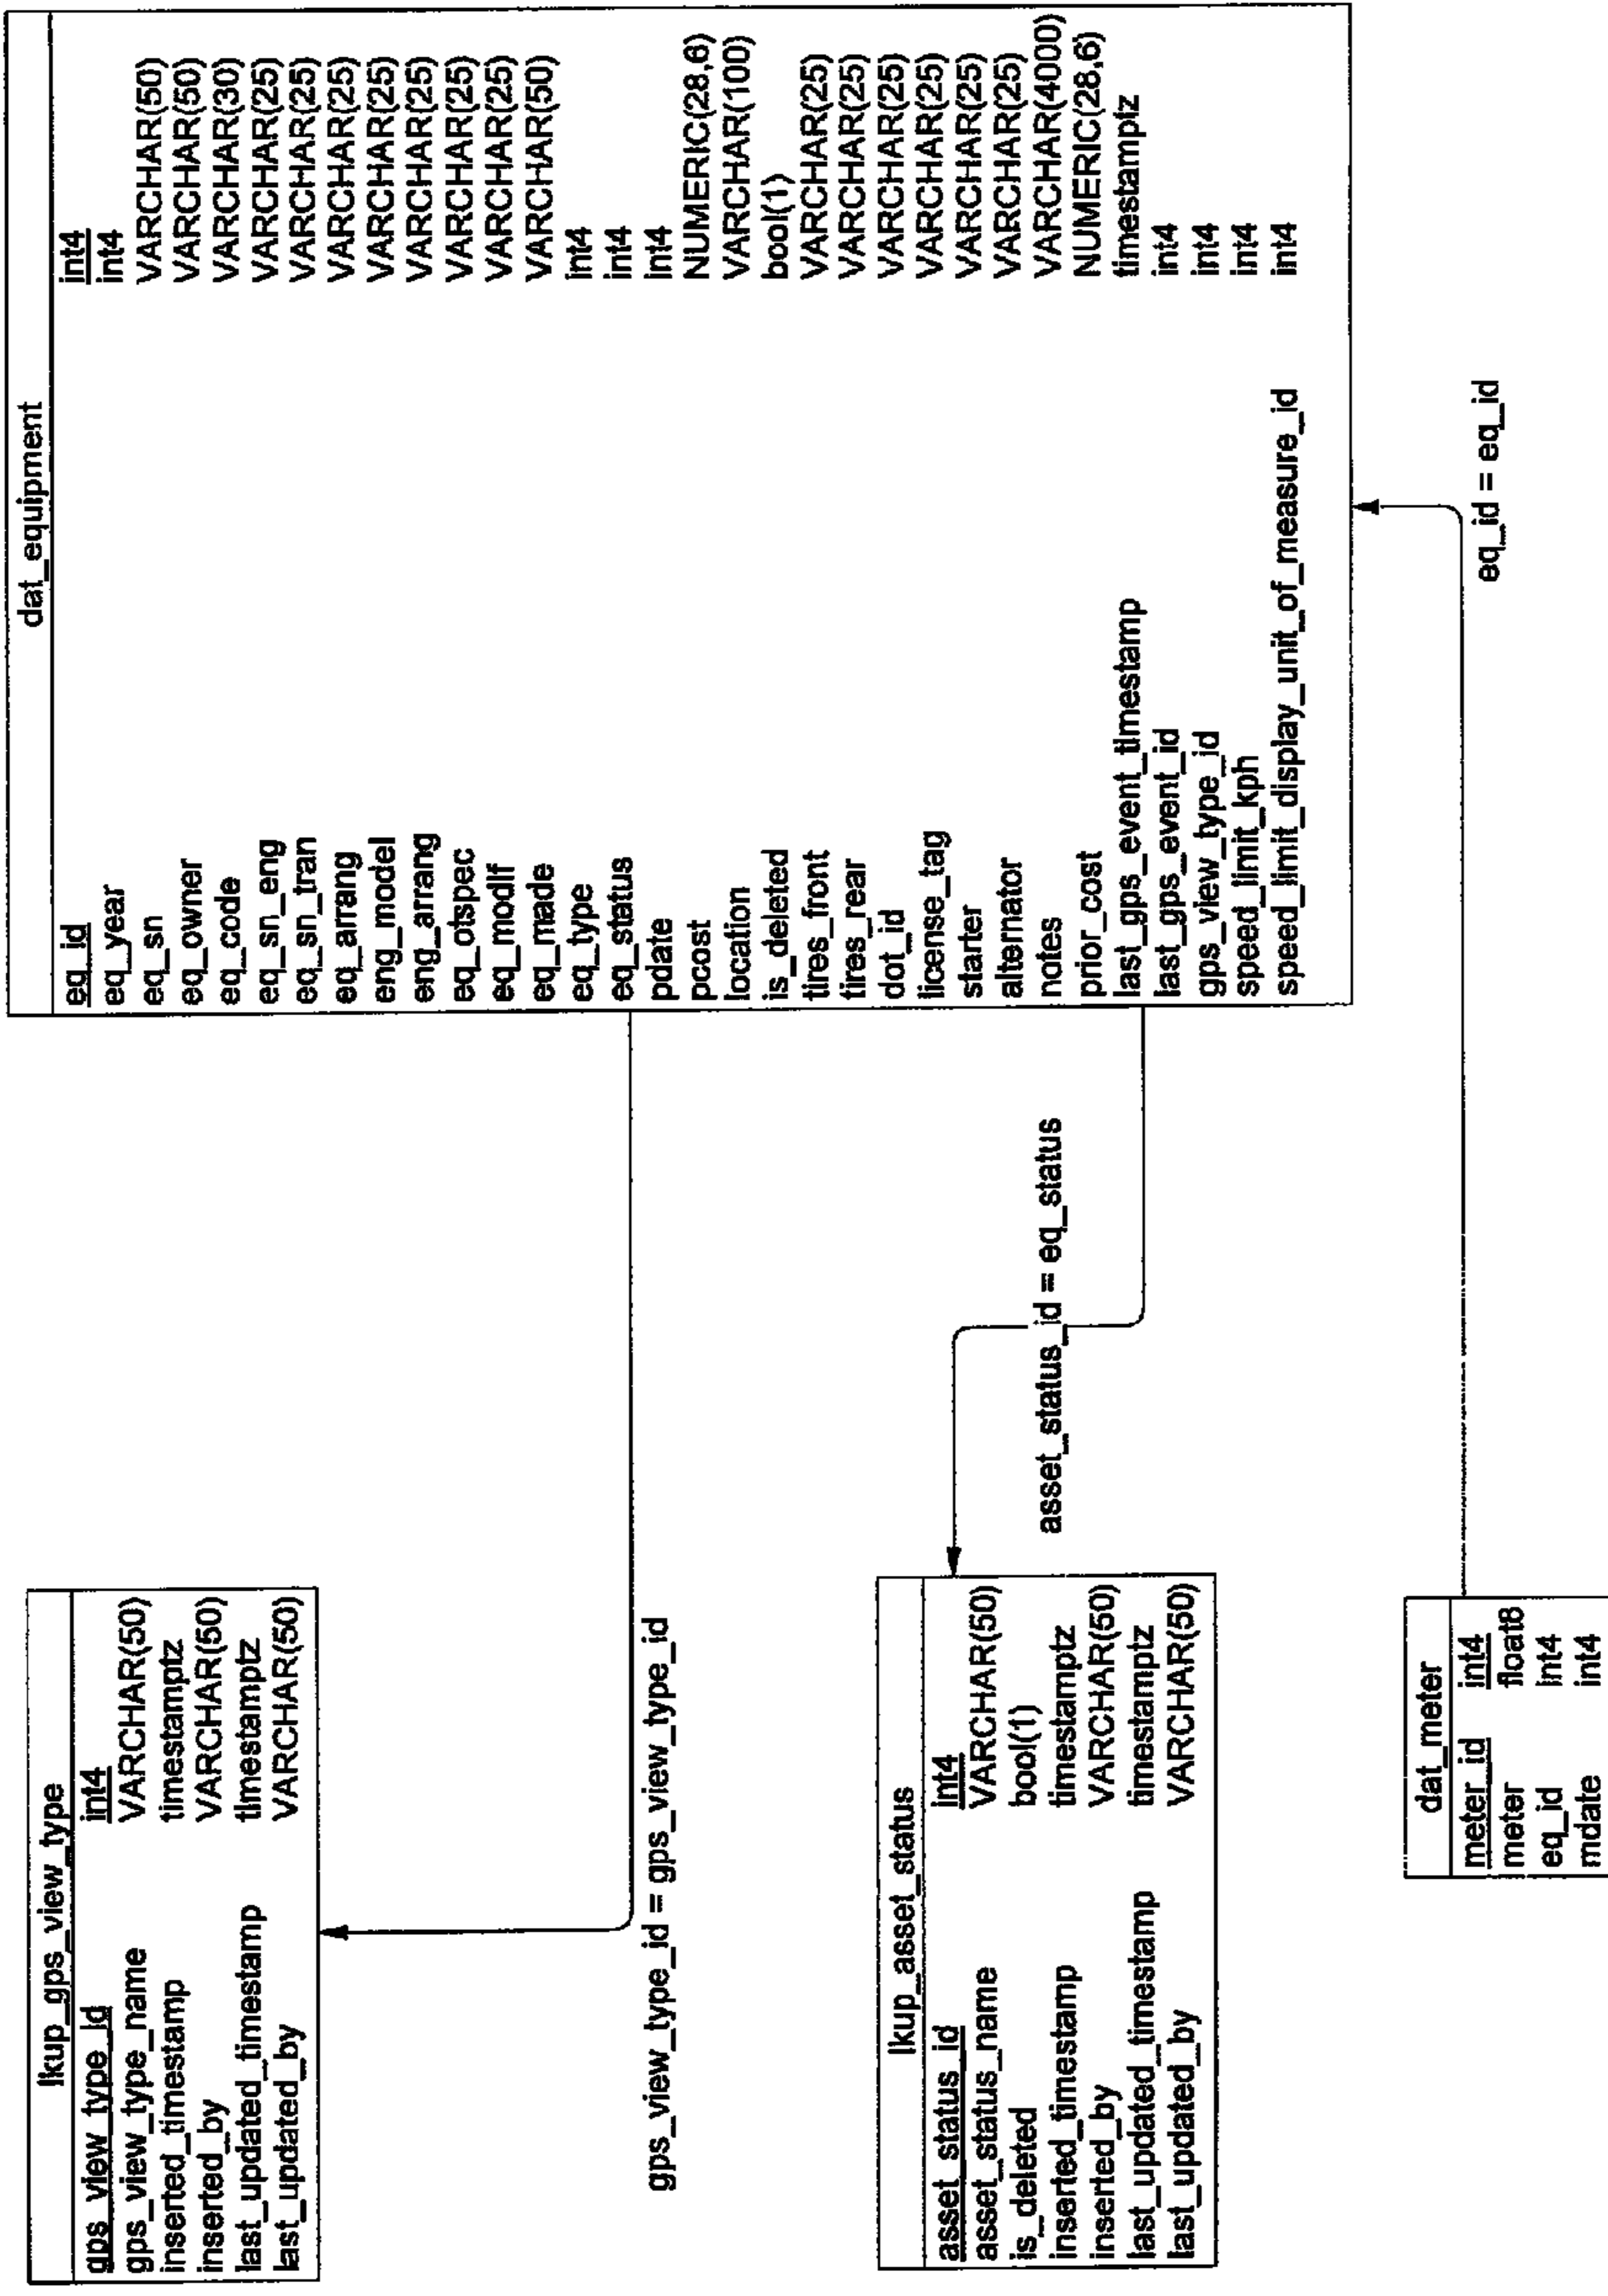 lkup_gps_view_type
gps_view_type_id int4
gps_view_type_name VARCHAR(50)
inserted_timestamp timestamptz
inserted_by VARCHAR(50)
last_updated_timestamp timestamptz
last_updated_by VARCHAR(50)
gps_view_type_id = gps_view_type_id
lkup_asset_status
asset_status_id int4
asset_status_name VARCHAR(50)
is_deleted bool(1)
inserted_timestamp timestamptz
inserted_by VARCHAR(50)
last_updated_timestamp timestamptz
last_updated_by VARCHAR(50)
asset_status_id = eq_status
dat_meter
meter_id int4
meter float8
eq_id int4
mdate int4
eq_id = eq_id
dat_equipment
eq_id int4
eq_year int4
eq_sn VARCHAR(50)
eq_owner VARCHAR(50)
eq_code VARCHAR(30)
eq_sn_eng VARCHAR(25)
eq_sn_tran VARCHAR(25)
eq_arrang VARCHAR(25)
eng_model VARCHAR(25)
eng_arrang VARCHAR(25)
eq_otspec VARCHAR(25)
eq_modif VARCHAR(25)
eq_made VARCHAR(50)
eq_type int4
eq_status int4
pdate int4
pcost NUMERIC(28,6)
location VARCHAR(100)
is_deleted bool(1)
tires_front VARCHAR(25)
tires_rear VARCHAR(25)
dot_id VARCHAR(25)
license_tag VARCHAR(25)
starter VARCHAR(25)
alternator VARCHAR(25)
notes VARCHAR(4000)
prior_cost NUMERIC(28,6)
last_gps_event_timestamp timestamptz
last_gps_event_id int4
gps_view_type_id int4
speed_limit_kph int4
speed_limit_display_unit_of_measure_id int4